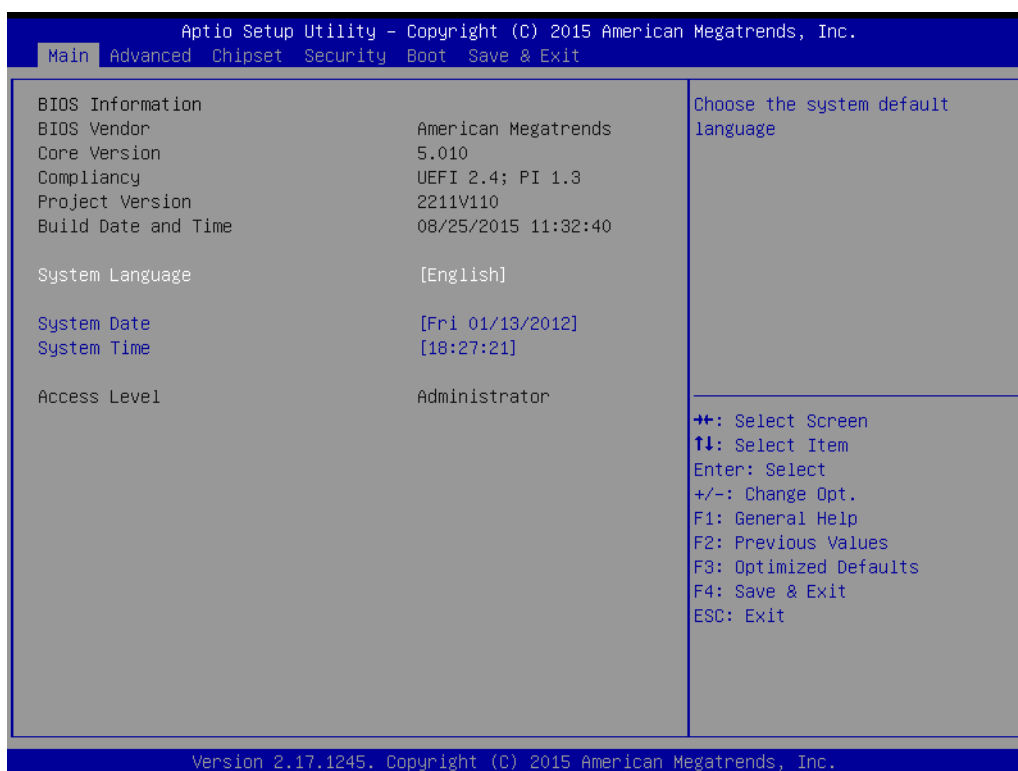 Aptio Setup Utility – Copyright (C) 2015 American Megatrends, Inc.
Main Advanced Chipset Security Boot Save & Exit
BIOS Information
BIOS Vendor American Megatrends
Core Version 5.010
Compliancy UEFI 2.4; PI 1.3
Project Version 2211V110
Build Date and Time 08/25/2015 11:32:40
System Language [English]
System Date [Fri 01/13/2012]
System Time [18:27:21]
Access Level Administrator
Choose the system default
language
→←: Select Screen
↑↓: Select Item
Enter: Select
+/-: Change Opt.
F1: General Help
F2: Previous Values
F3: Optimized Defaults
F4: Save & Exit
ESC: Exit
Version 2.17.1245. Copyright (C) 2015 American Megatrends, Inc.